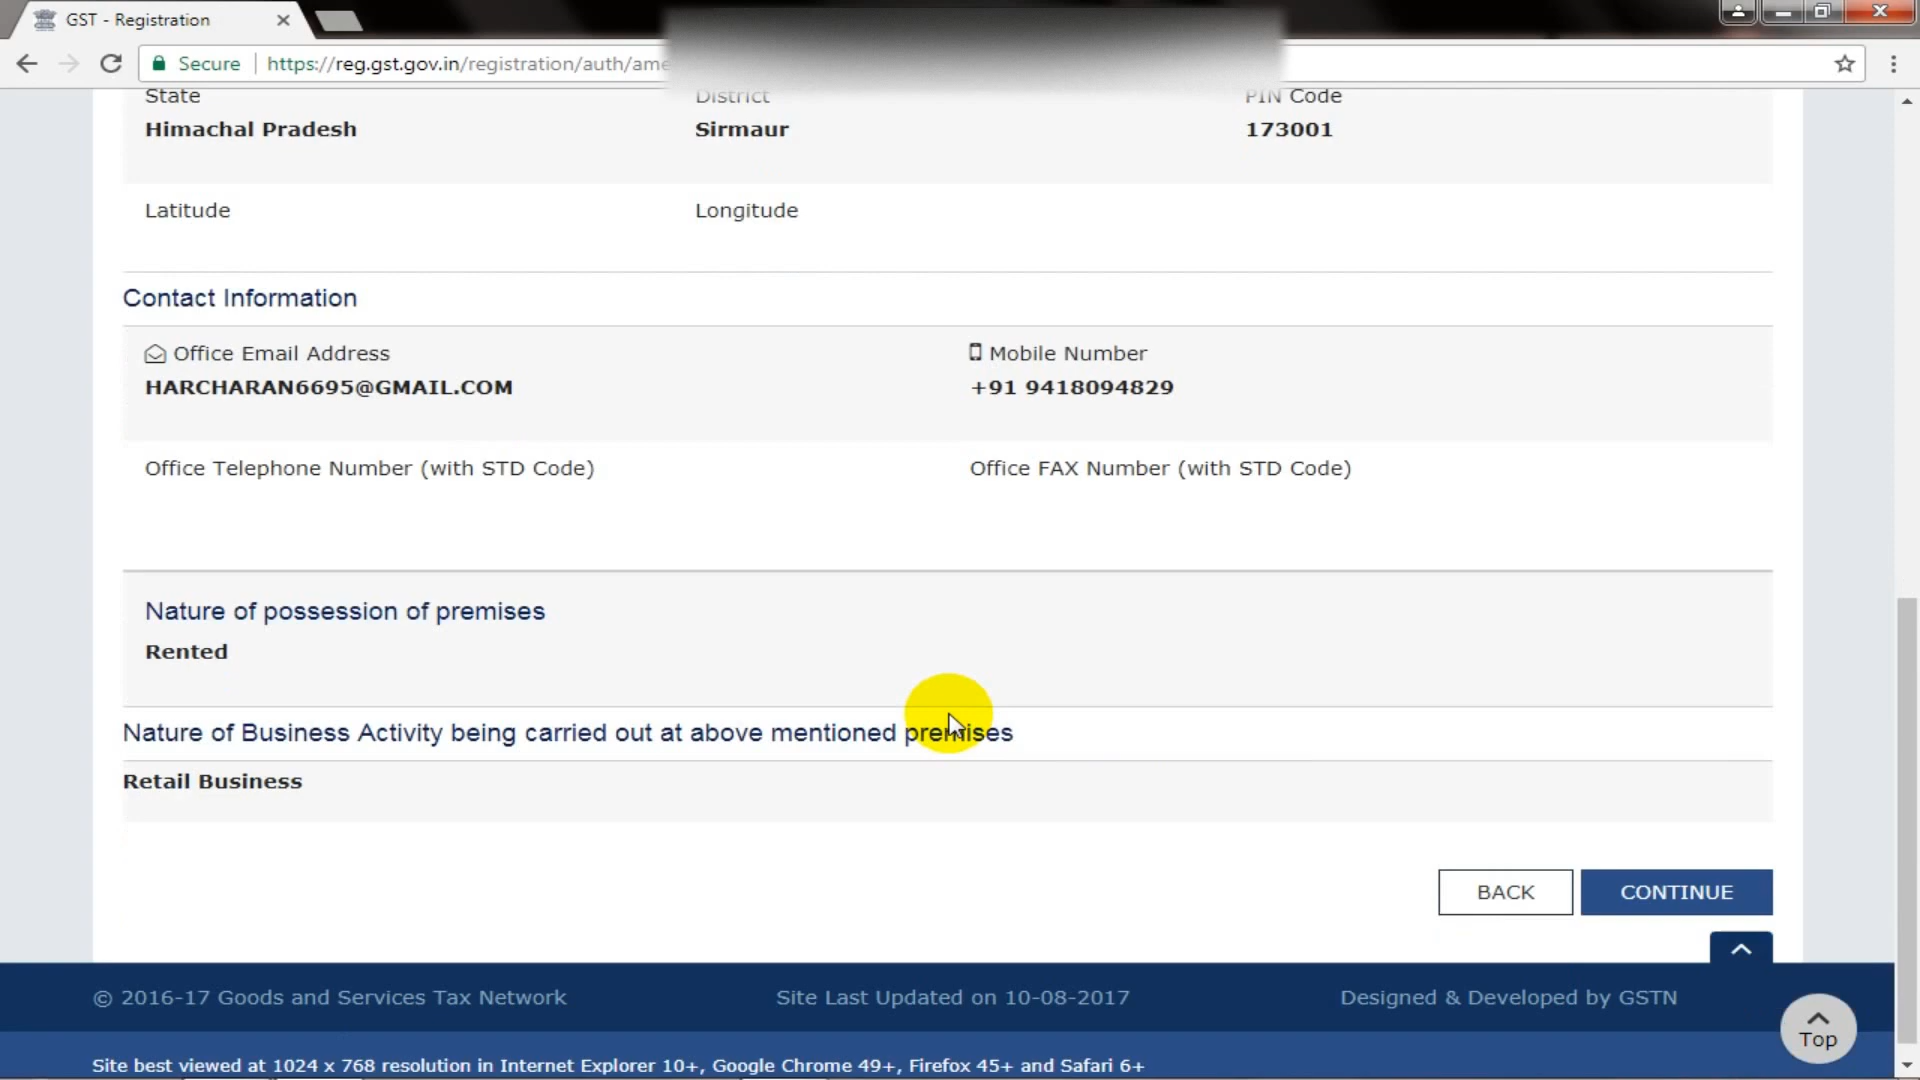 GST - Registration
Secure https://reg.gst.gov.in/registration/auth/ame
State District PIN Code
Himachal Pradesh Sirmaur 173001
Latitude Longitude
Contact Information
Office Email Address Mobile Number
HARCHARAN6695@GMAIL.COM +91 9418094829
Office Telephone Number (with STD Code) Office FAX Number (with STD Code)
Nature of possession of premises
Rented
Nature of Business Activity being carried out at above mentioned premises
Retail Business
BACK CONTINUE
© 2016-17 Goods and Services Tax Network Site Last Updated on 10-08-2017 Designed & Developed by GSTN
Top
Site best viewed at 1024 x 768 resolution in Internet Explorer 10+, Google Chrome 49+, Firefox 45+ and Safari 6+